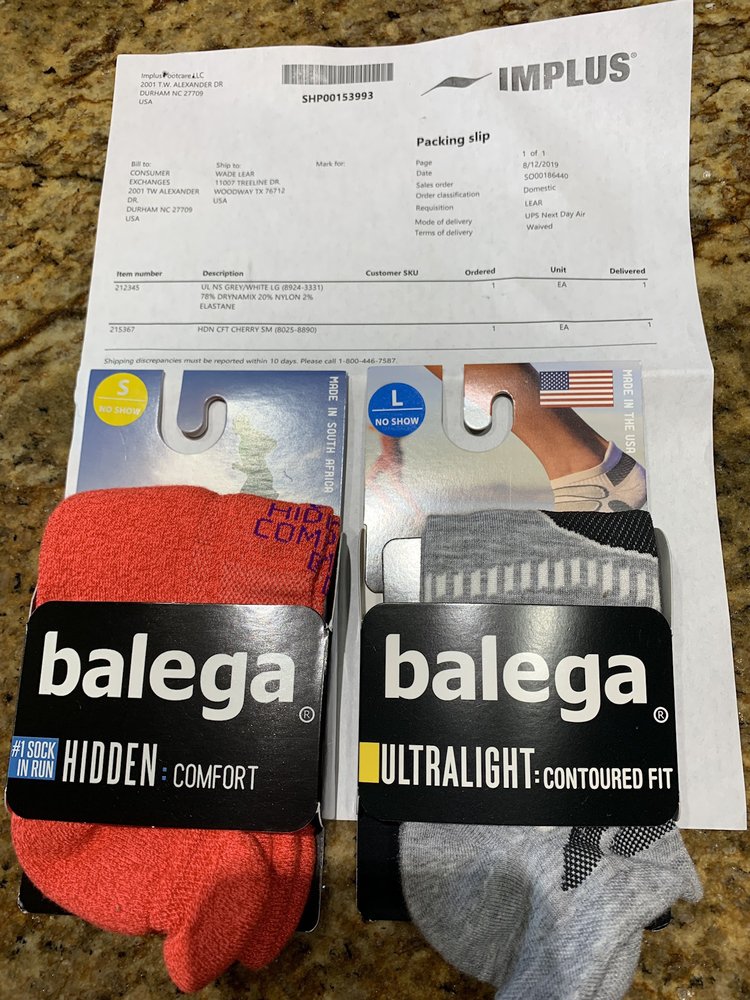 Implus Footcare LLC
2001 T.W. ALEXANDER DR
DURHAM NC 27709
USA
SHP00153993
IMPLUS®
Packing slip
Page 1 of 1
Date 8/12/2019
Sales order SO00186440
Order classification Domestic
Requisition LEAR
Mode of delivery UPS Next Day Air
Terms of delivery Waived
Bill to:
CONSUMER
EXCHANGES
2001 TW ALEXANDER
DR.
DURHAM NC 27709
USA
Ship to:
WADE LEAR
11007 TREELINE DR.
WOODWAY TX 76712
USA
Mark for:
Item number Description Customer SKU Ordered Unit Delivered
212345 UL NS GREY/WHITE LG (8924-3331) 1 EA 1
78% DRYNAMIX 20% NYLON 2%
ELASTANE
215367 HDN CFT CHERRY SM (8025-8890) 1 EA 1
Shipping discrepancies must be reported within 10 days. Please call 1-800-446-7587.
S
NO SHOW
MADE IN SOUTH AFRICA
L
NO SHOW
MADE IN THE USA
HIDE
COMF
balega®
#1 SOCK
IN RUN
HIDDEN: COMFORT
balega®
ULTRALIGHT: CONTOURED FIT